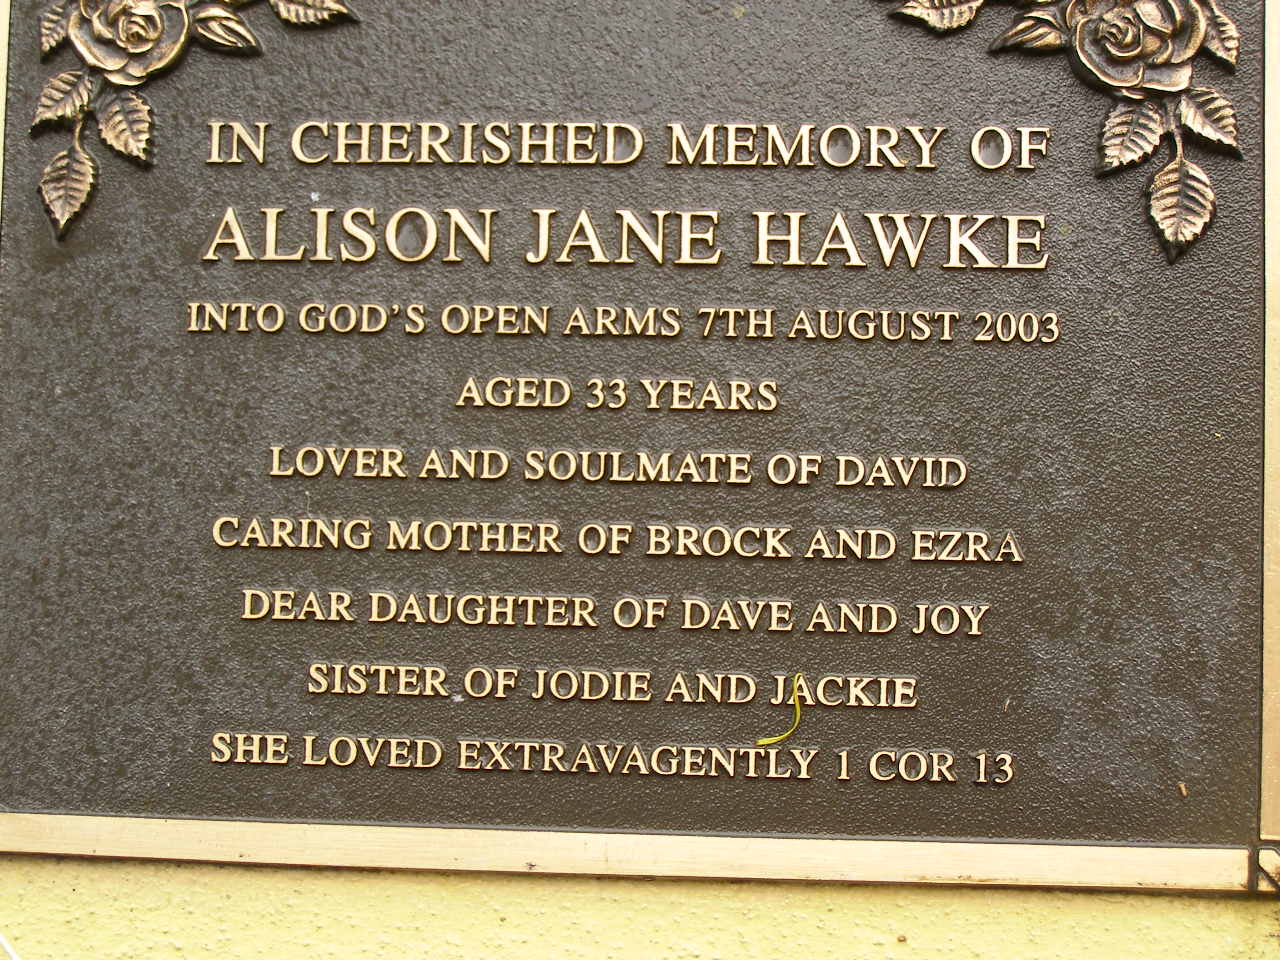 IN CHERISHED MEMORY OF
ALISON JANE HAWKE
INTO GOD'S OPEN ARMS 7TH AUGUST 2003
AGED 33 YEARS
LOVER AND SOULMATE OF DAVID
CARING MOTHER OF BROCK AND EZRA
DEAR DAUGHTER OF DAVE AND JOY
SISTER OF JODIE AND JACKIE
SHE LOVED EXTRAVAGENTLY 1 COR 13